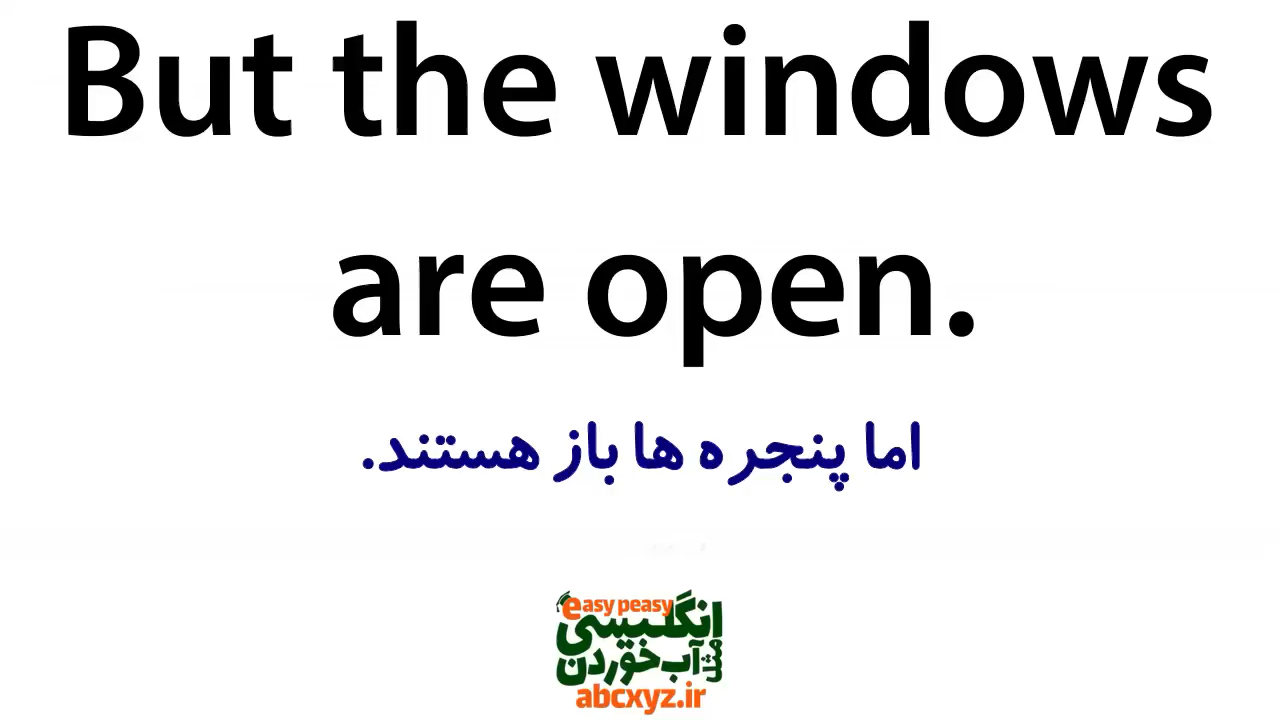 But the windows
are open.
اما پنجره ها باز هستند.
easy peasy
انگلیسی
مثل آب خوردن
abcxyz.ir